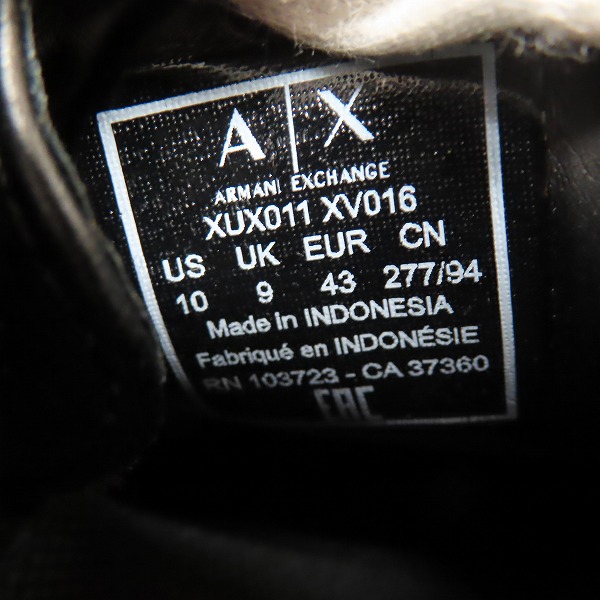 A|X
ARMANI EXCHANGE
XUX011 XV016
US UK EUR CN
10 9 43 277/94
Made in INDONESIA
Fabriqué en INDONÉSIE
RN 103723 - CA 37360
EAC